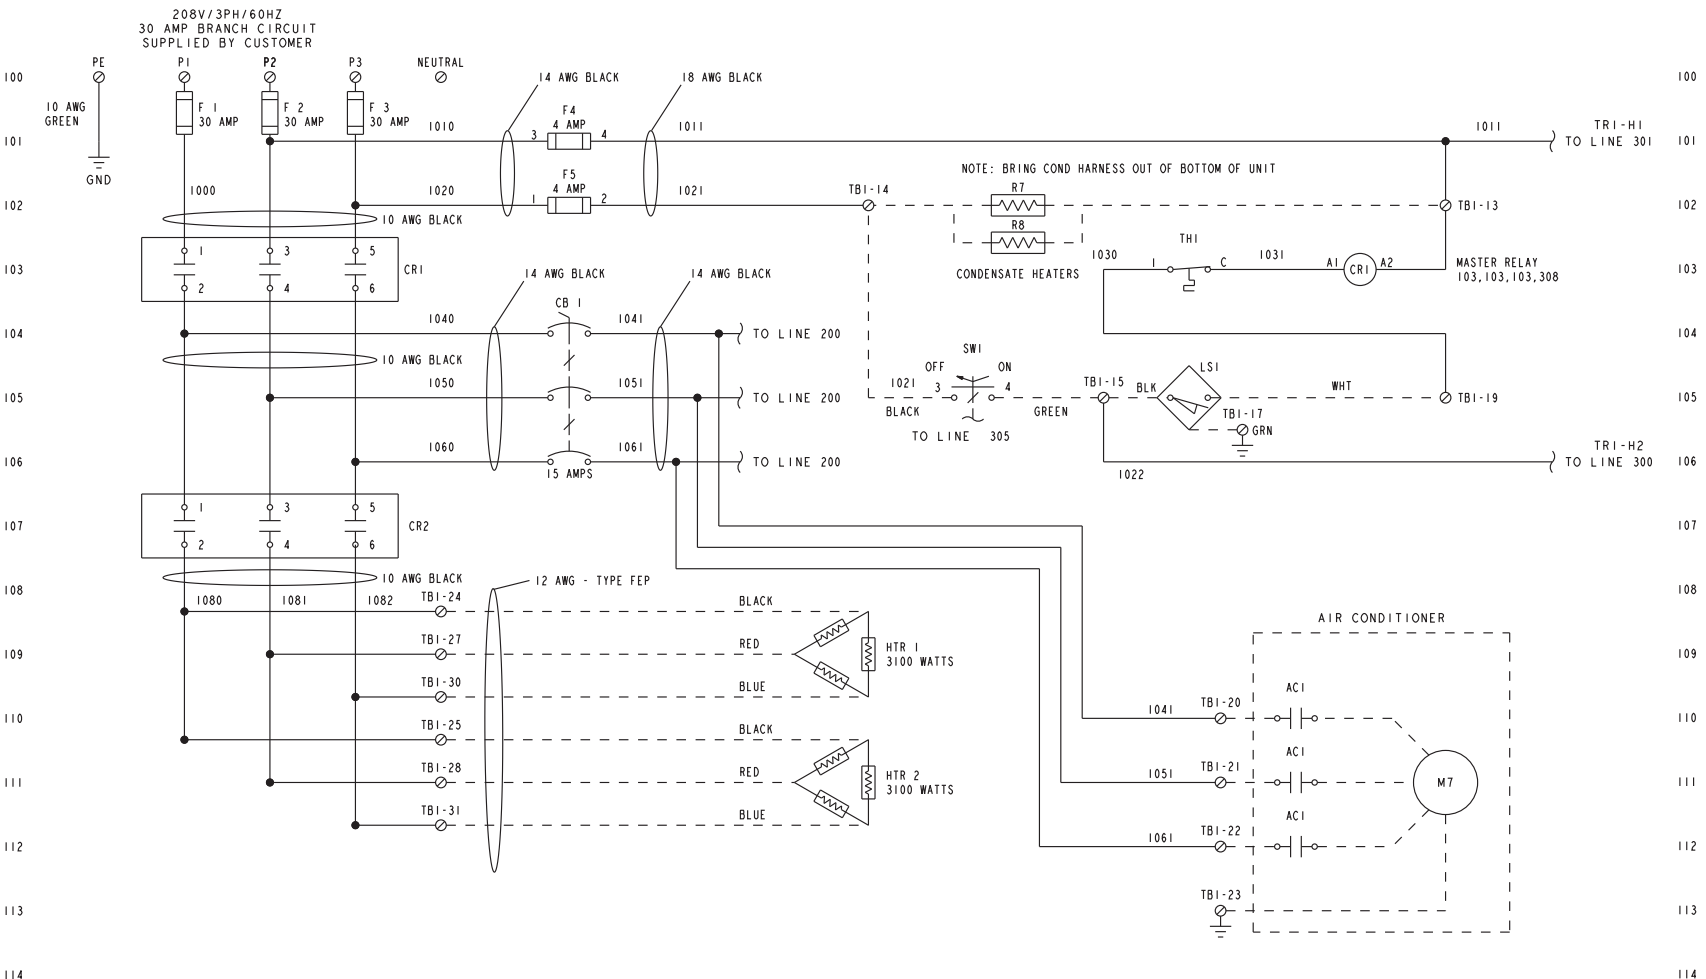 208V/3PH/60HZ
30 AMP BRANCH CIRCUIT
SUPPLIED BY CUSTOMER
PE
P1
P2
P3
NEUTRAL
100
14 AWG BLACK
18 AWG BLACK
100
10 AWG
GREEN
F 1
30 AMP
F 2
30 AMP
F 3
30 AMP
1010
3
F4
4 AMP
4
1011
1011
TR1-H1
TO LINE 301
101
101
GND
NOTE: BRING COND HARNESS OUT OF BOTTOM OF UNIT
1000
1020
1
F5
4 AMP
2
1021
TB1-14
R7
TB1-13
102
102
10 AWG BLACK
R8
1
3
5
CR1
2
4
6
14 AWG BLACK
14 AWG BLACK
CONDENSATE HEATERS
1030
TH1
1
C
1031
A1
CR1
A2
MASTER RELAY
103,103,103,308
103
103
CB 1
1040
1041
TO LINE 200
104
104
10 AWG BLACK
SW1
OFF
ON
LS1
1050
1051
TO LINE 200
1021
3
4
BLACK
GREEN
TB1-15
BLK
WHT
TB1-19
105
105
TB1-17
GRN
TO LINE 305
1060
1061
15 AMPS
TO LINE 200
1022
TR1-H2
TO LINE 300
106
106
1
3
5
CR2
2
4
6
107
107
10 AWG BLACK
12 AWG - TYPE FEP
108
108
1080
1081
1082
TB1-24
BLACK
AIR CONDITIONER
TB1-27
RED
HTR 1
3100 WATTS
109
109
TB1-30
BLUE
1041
TB1-20
AC1
110
110
TB1-25
BLACK
TB1-28
RED
HTR 2
3100 WATTS
1051
TB1-21
AC1
M7
111
111
TB1-31
BLUE
1061
TB1-22
AC1
112
112
TB1-23
113
113
114
114